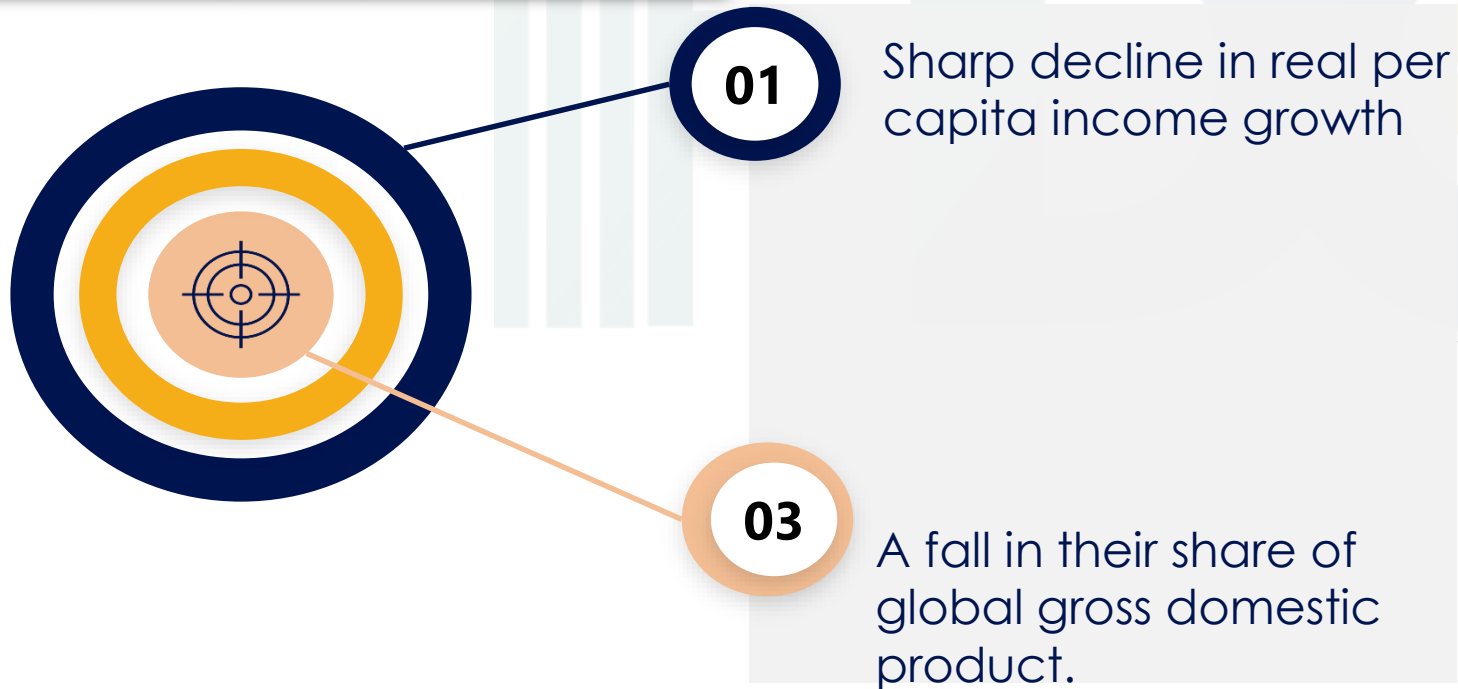 01
Sharp decline in real per
capita income growth
03
A fall in their share of
global gross domestic
product.